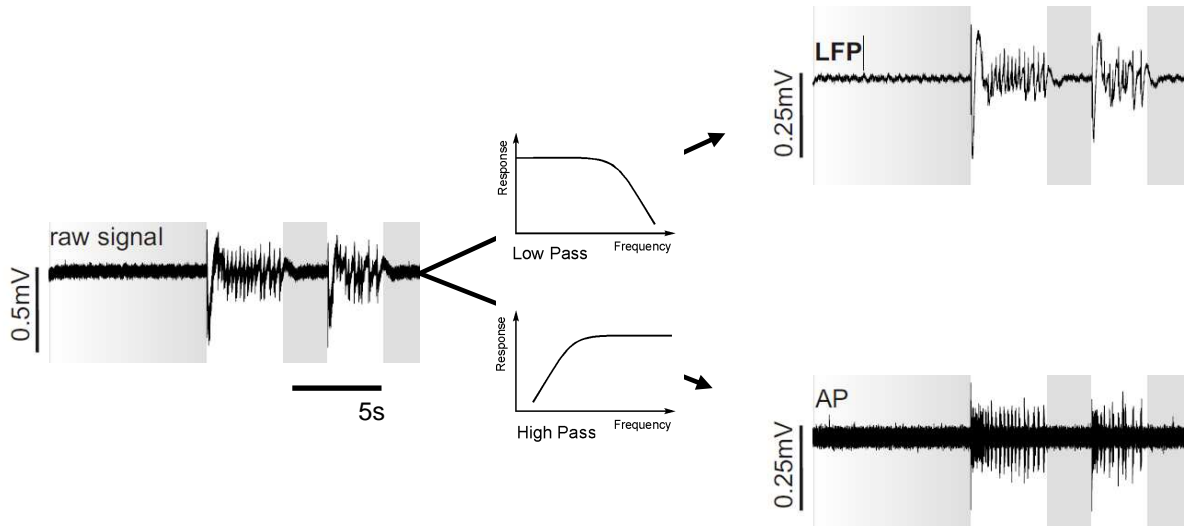 raw signal
0.5mV
5s
Response
Frequency
Low Pass
Response
Frequency
High Pass
LFP
0.25mV
AP
0.25mV